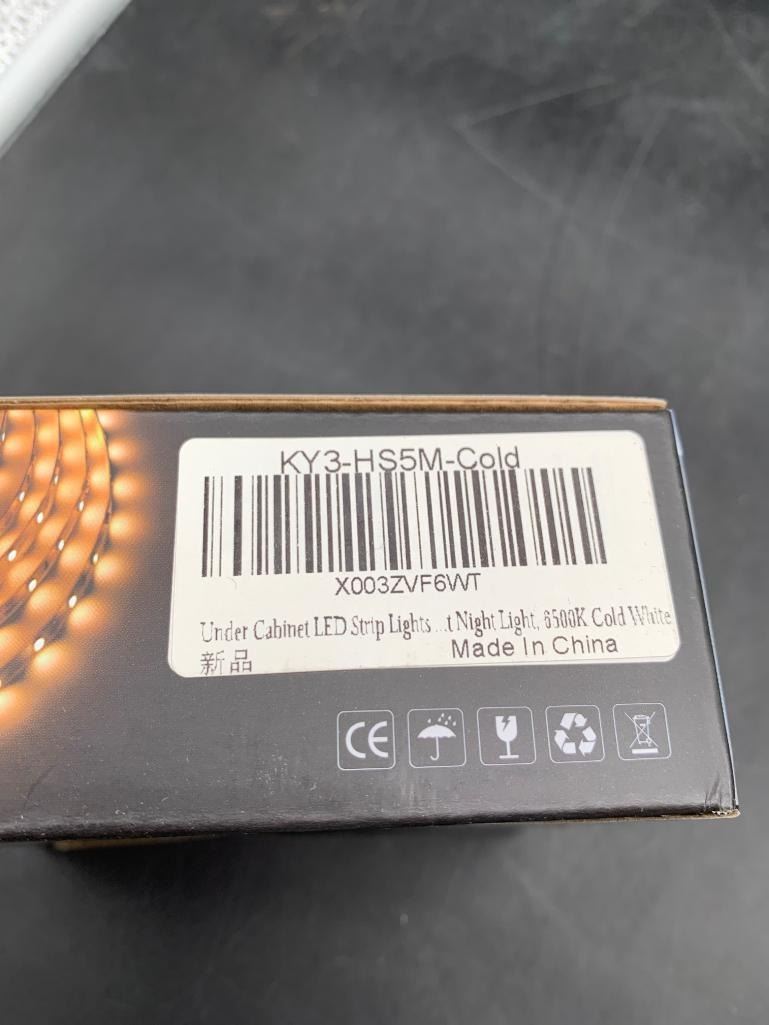 KY3-HS5M-Cold
X003ZVF6WT
Under Cabinet LED Strip Lights ...t Night Light, 6500K Cold White
新品
Made In China
CE